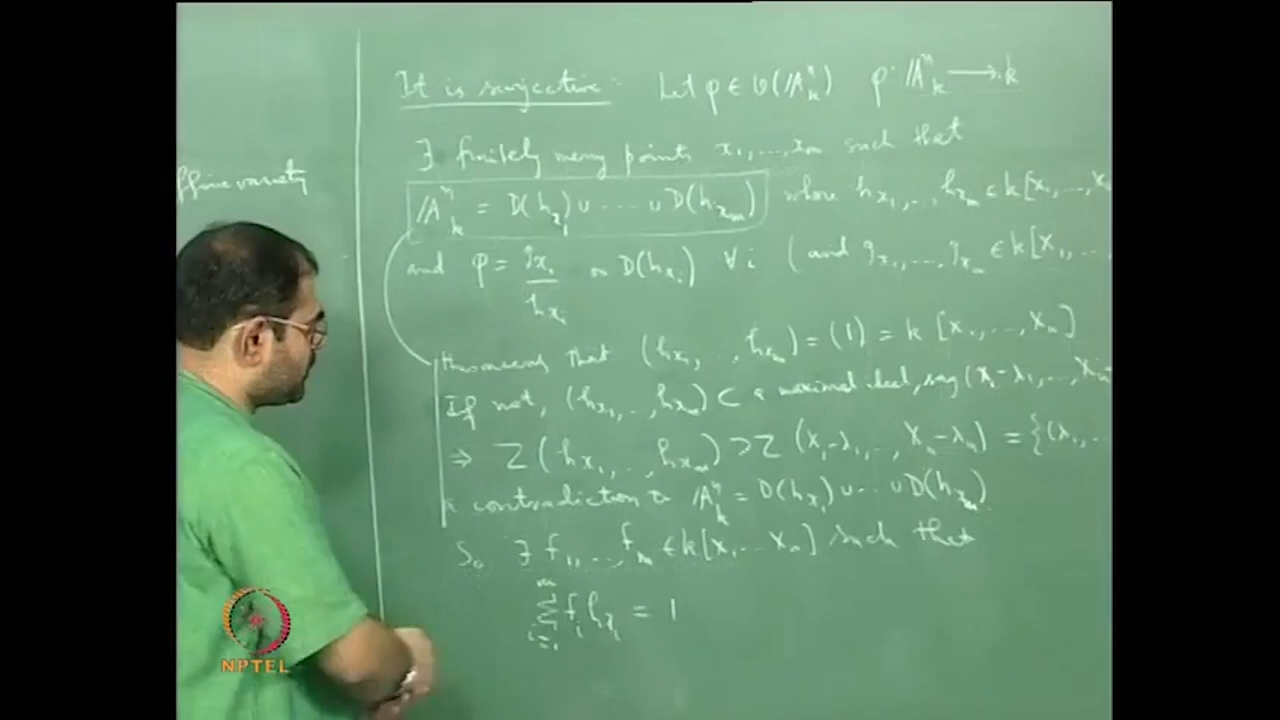 It is surjective: Let φ ∈ O(𝔸ⁿₖ) φ: 𝔸ⁿₖ ⟶ k
∃ finitely many points x₁,...,xₘ such that
ffine variety
𝔸ⁿₖ = D(h_{x₁}) ∪ ... ∪ D(h_{xₘ}) where h_{x₁},..,h_{xₘ} ∈ k[X₁,...,X
and φ = g_{xᵢ}/h_{xᵢ} on D(h_{xᵢ}) ∀ i (and g_{x₁},...,g_{xₘ} ∈ k[X,...
this means that (h_{x₁}, , h_{xₘ}) = (1) = k[X₁,...,Xₙ]
If not, (h_{x₁},..,h_{xₘ}) ⊂ a maximal ideal, say (X₁-λ₁,...,Xₙ-
⇒ Z(h_{x₁},..,h_{xₘ}) ⊃ Z(X₁-λ₁,.., Xₙ-λₙ) = {(λ₁,..
a contradiction to 𝔸ⁿₖ = D(h_{x₁}) ∪ .. ∪ D(h_{xₘ}).
So ∃ f₁,...,fₘ ∈ k[X₁...Xₙ] such that
∑_{i=1}^{m} fᵢ h_{xᵢ} = 1
NPTEL